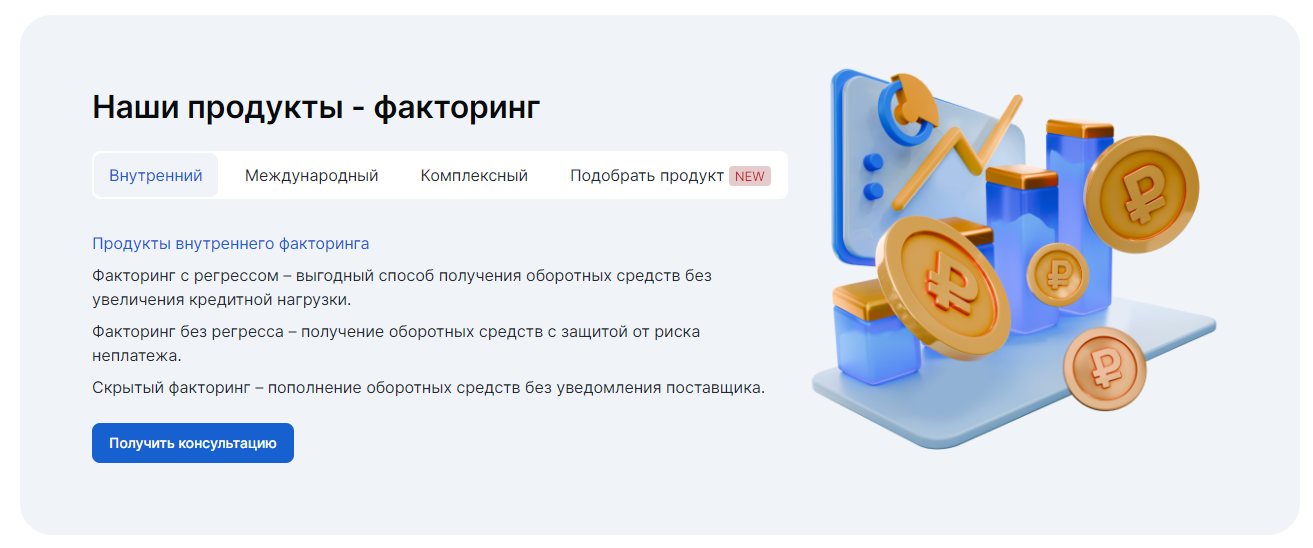 Наши продукты - факторинг
Внутренний Международный Комплексный Подобрать продукт NEW
Продукты внутреннего факторинга
Факторинг с регрессом – выгодный способ получения оборотных средств без
увеличения кредитной нагрузки.
Факторинг без регресса – получение оборотных средств с защитой от риска
неплатежа.
Скрытый факторинг – пополнение оборотных средств без уведомления поставщика.
Получить консультацию